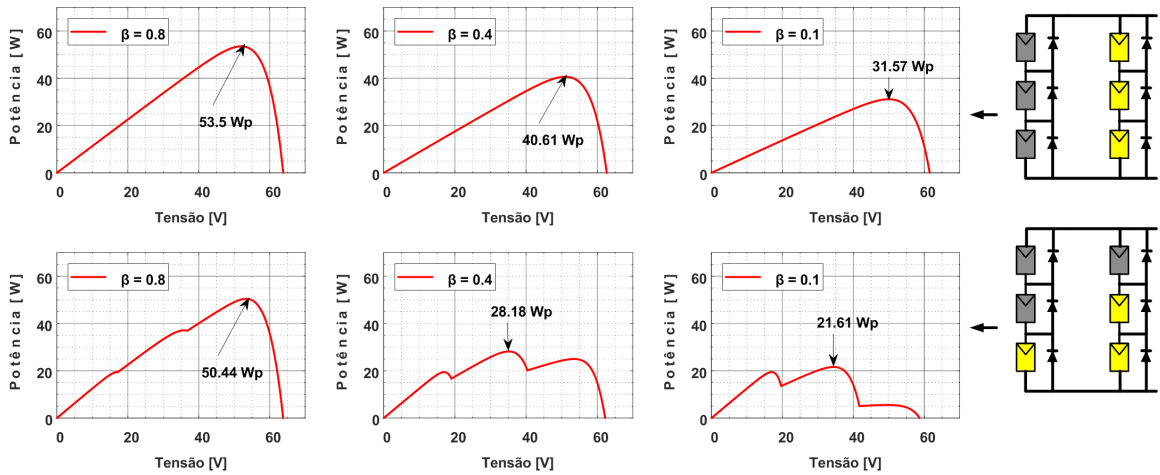 Potência [W]
60
40
20
0
β = 0.8
53.5 Wp
0
20
40
60
Tensão [V]
Potência [W]
60
40
20
0
β = 0.4
40.61 Wp
0
20
40
60
Tensão [V]
Potência [W]
60
40
20
0
β = 0.1
31.57 Wp
0
20
40
60
Tensão [V]
Potência [W]
60
40
20
0
β = 0.8
50.44 Wp
0
20
40
60
Tensão [V]
Potência [W]
60
40
20
0
β = 0.4
28.18 Wp
0
20
40
60
Tensão [V]
Potência [W]
60
40
20
0
β = 0.1
21.61 Wp
0
20
40
60
Tensão [V]